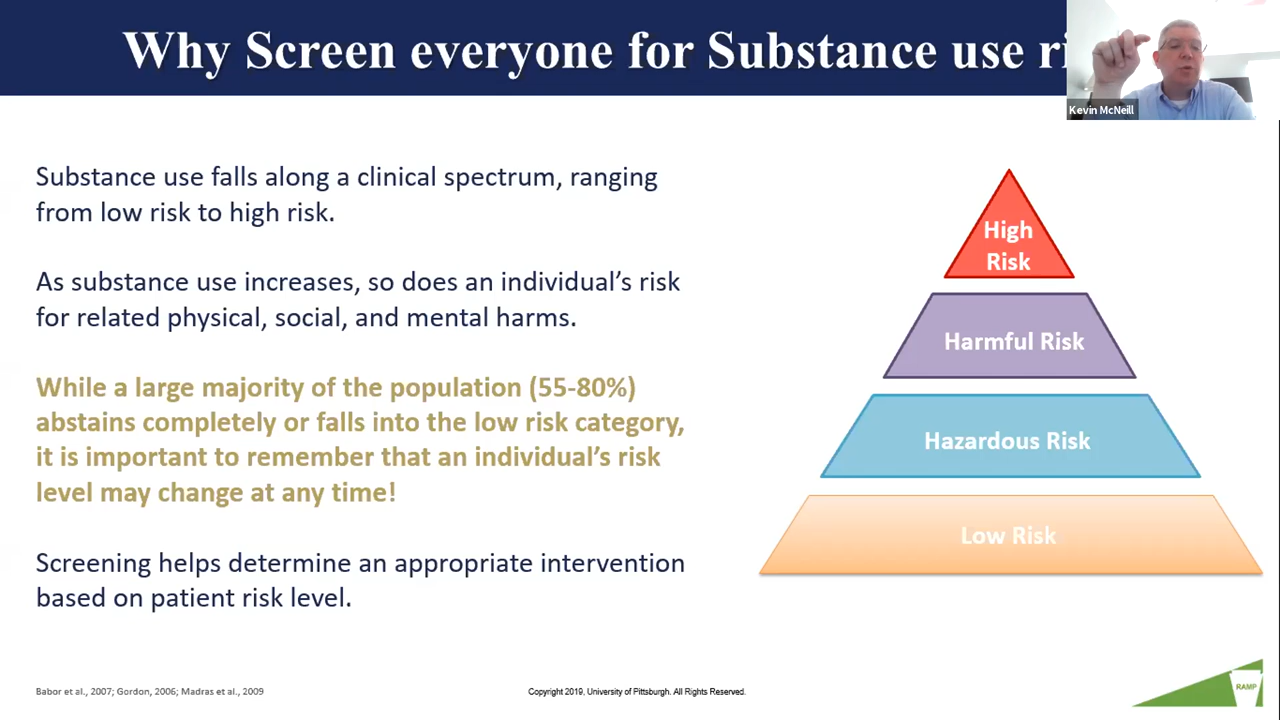 Why Screen everyone for Substance use
Kevin McNeill
Substance use falls along a clinical spectrum, ranging
from low risk to high risk.
As substance use increases, so does an individual’s risk
for related physical, social, and mental harms.
While a large majority of the population (55-80%)
abstains completely or falls into the low risk category,
it is important to remember that an individual’s risk
level may change at any time!
Screening helps determine an appropriate intervention
based on patient risk level.
High
Risk
Harmful Risk
Hazardous Risk
Low Risk
Babor et al., 2007; Gordon, 2006; Madras et al., 2009
Copyright 2019, University of Pittsburgh. All Rights Reserved.
RAMP